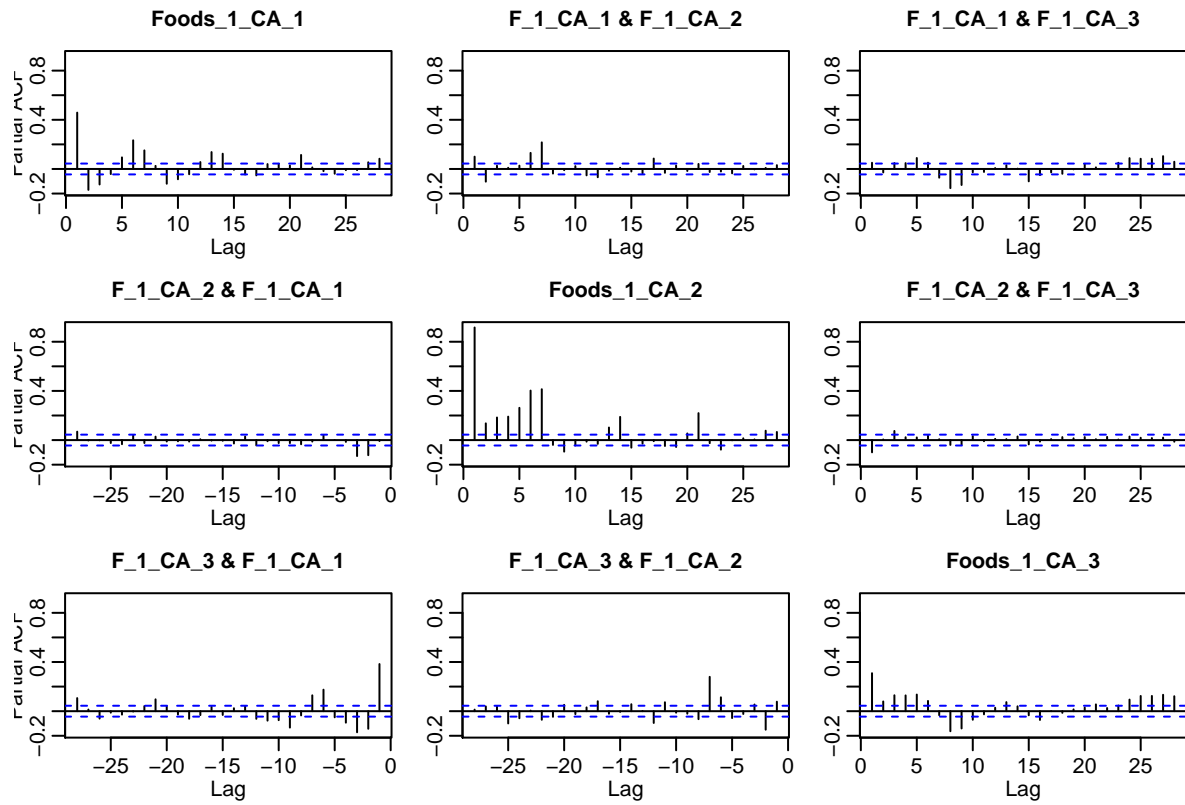 Foods_1_CA_1
F_1_CA_1 & F_1_CA_2
F_1_CA_1 & F_1_CA_3
Partial ACF
−0.2 0.4 0.8
0 5 10 15 20 25
Lag
−0.2 0.4 0.8
0 5 10 15 20 25
Lag
−0.2 0.4 0.8
0 5 10 15 20 25
Lag
F_1_CA_2 & F_1_CA_1
Foods_1_CA_2
F_1_CA_2 & F_1_CA_3
Partial ACF
−0.2 0.4 0.8
−25 −20 −15 −10 −5 0
Lag
−0.2 0.4 0.8
0 5 10 15 20 25
Lag
−0.2 0.4 0.8
0 5 10 15 20 25
Lag
F_1_CA_3 & F_1_CA_1
F_1_CA_3 & F_1_CA_2
Foods_1_CA_3
Partial ACF
−0.2 0.4 0.8
−25 −20 −15 −10 −5 0
Lag
−0.2 0.4 0.8
−25 −20 −15 −10 −5 0
Lag
−0.2 0.4 0.8
0 5 10 15 20 25
Lag